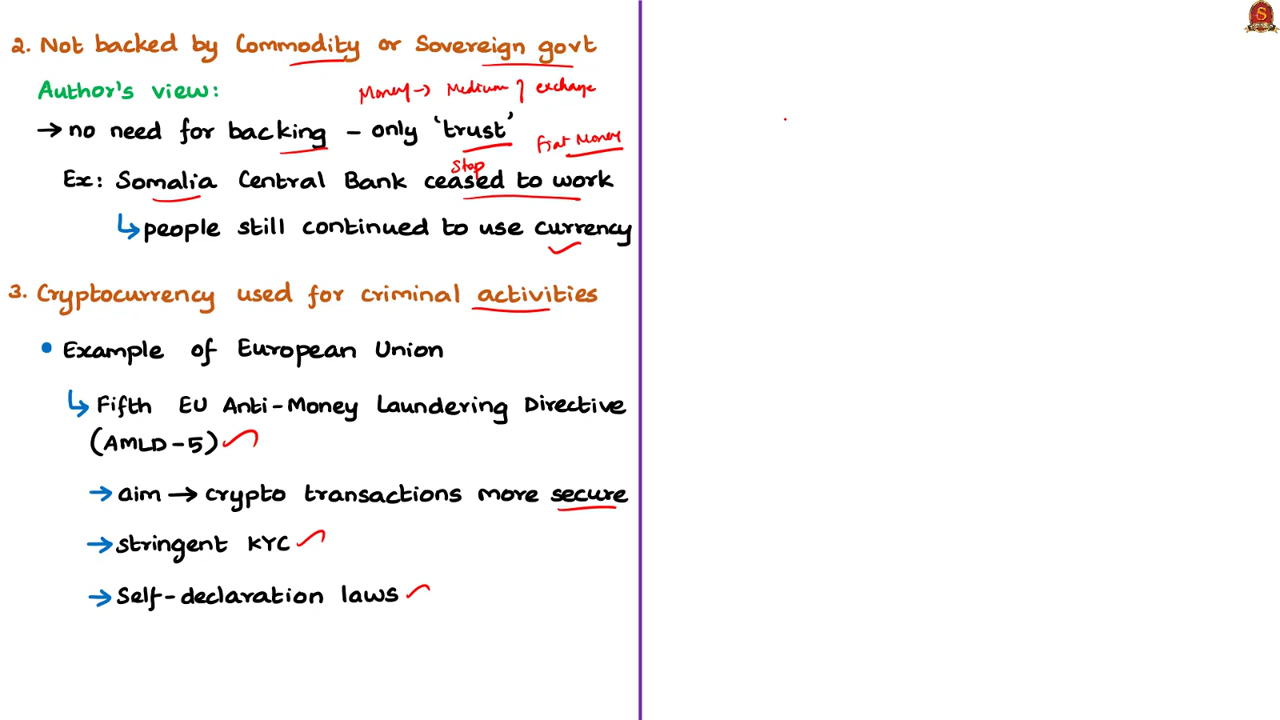 2. Not backed by Commodity or Sovereign govt
Author's view:
Money → Medium of exchange
→ no need for backing - only 'trust'
Fiat Money
Stop
Ex: Somalia Central Bank ceased to work
↳ people still continued to use currency
3. Cryptocurrency used for criminal activities
• Example of European Union
↳ Fifth EU Anti-Money Laundering Directive
(AMLD-5)
→ aim → crypto transactions more secure
→ stringent KYC
→ Self-declaration laws
S